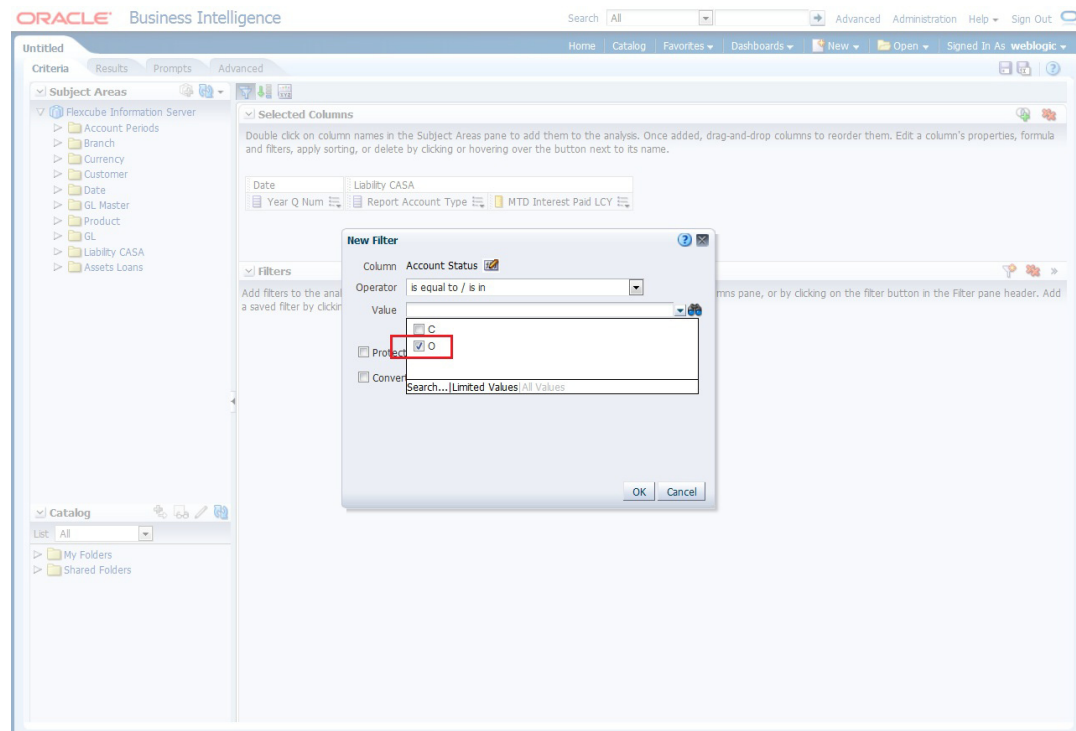 ORACLE Business Intelligence
Search All Advanced Administration Help Sign Out
Untitled
Home Catalog Favorites Dashboards New Open Signed In As weblogic
Criteria Results Prompts Advanced
Subject Areas
Flexcube Information Server
Account Periods
Branch
Currency
Customer
Date
GL Master
Product
GL
Liability CASA
Assets Loans
Selected Columns
Double click on column names in the Subject Areas pane to add them to the analysis. Once added, drag-and-drop columns to reorder them. Edit a column's properties, formula
and filters, apply sorting, or delete by clicking or hovering over the button next to its name.
Date Liability CASA
Year Q Num Report Account Type MTD Interest Paid LCY
Filters
Add filters to the anal
mns pane, or by clicking on the filter button in the Filter pane header. Add
a saved filter by clickin
New Filter
Column Account Status
Operator is equal to / is in
Value
C
O
Protect
Convert
Search...|Limited Values|All Values
OK Cancel
Catalog
List All
My Folders
Shared Folders